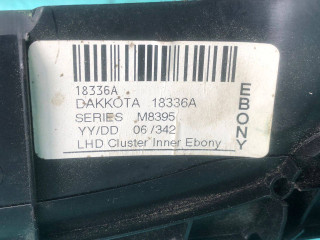 18336A
DAKKOTA 18336A
SERIES M8395
YY/DD 06/342
LHD Cluster Inner Ebony
EBONY